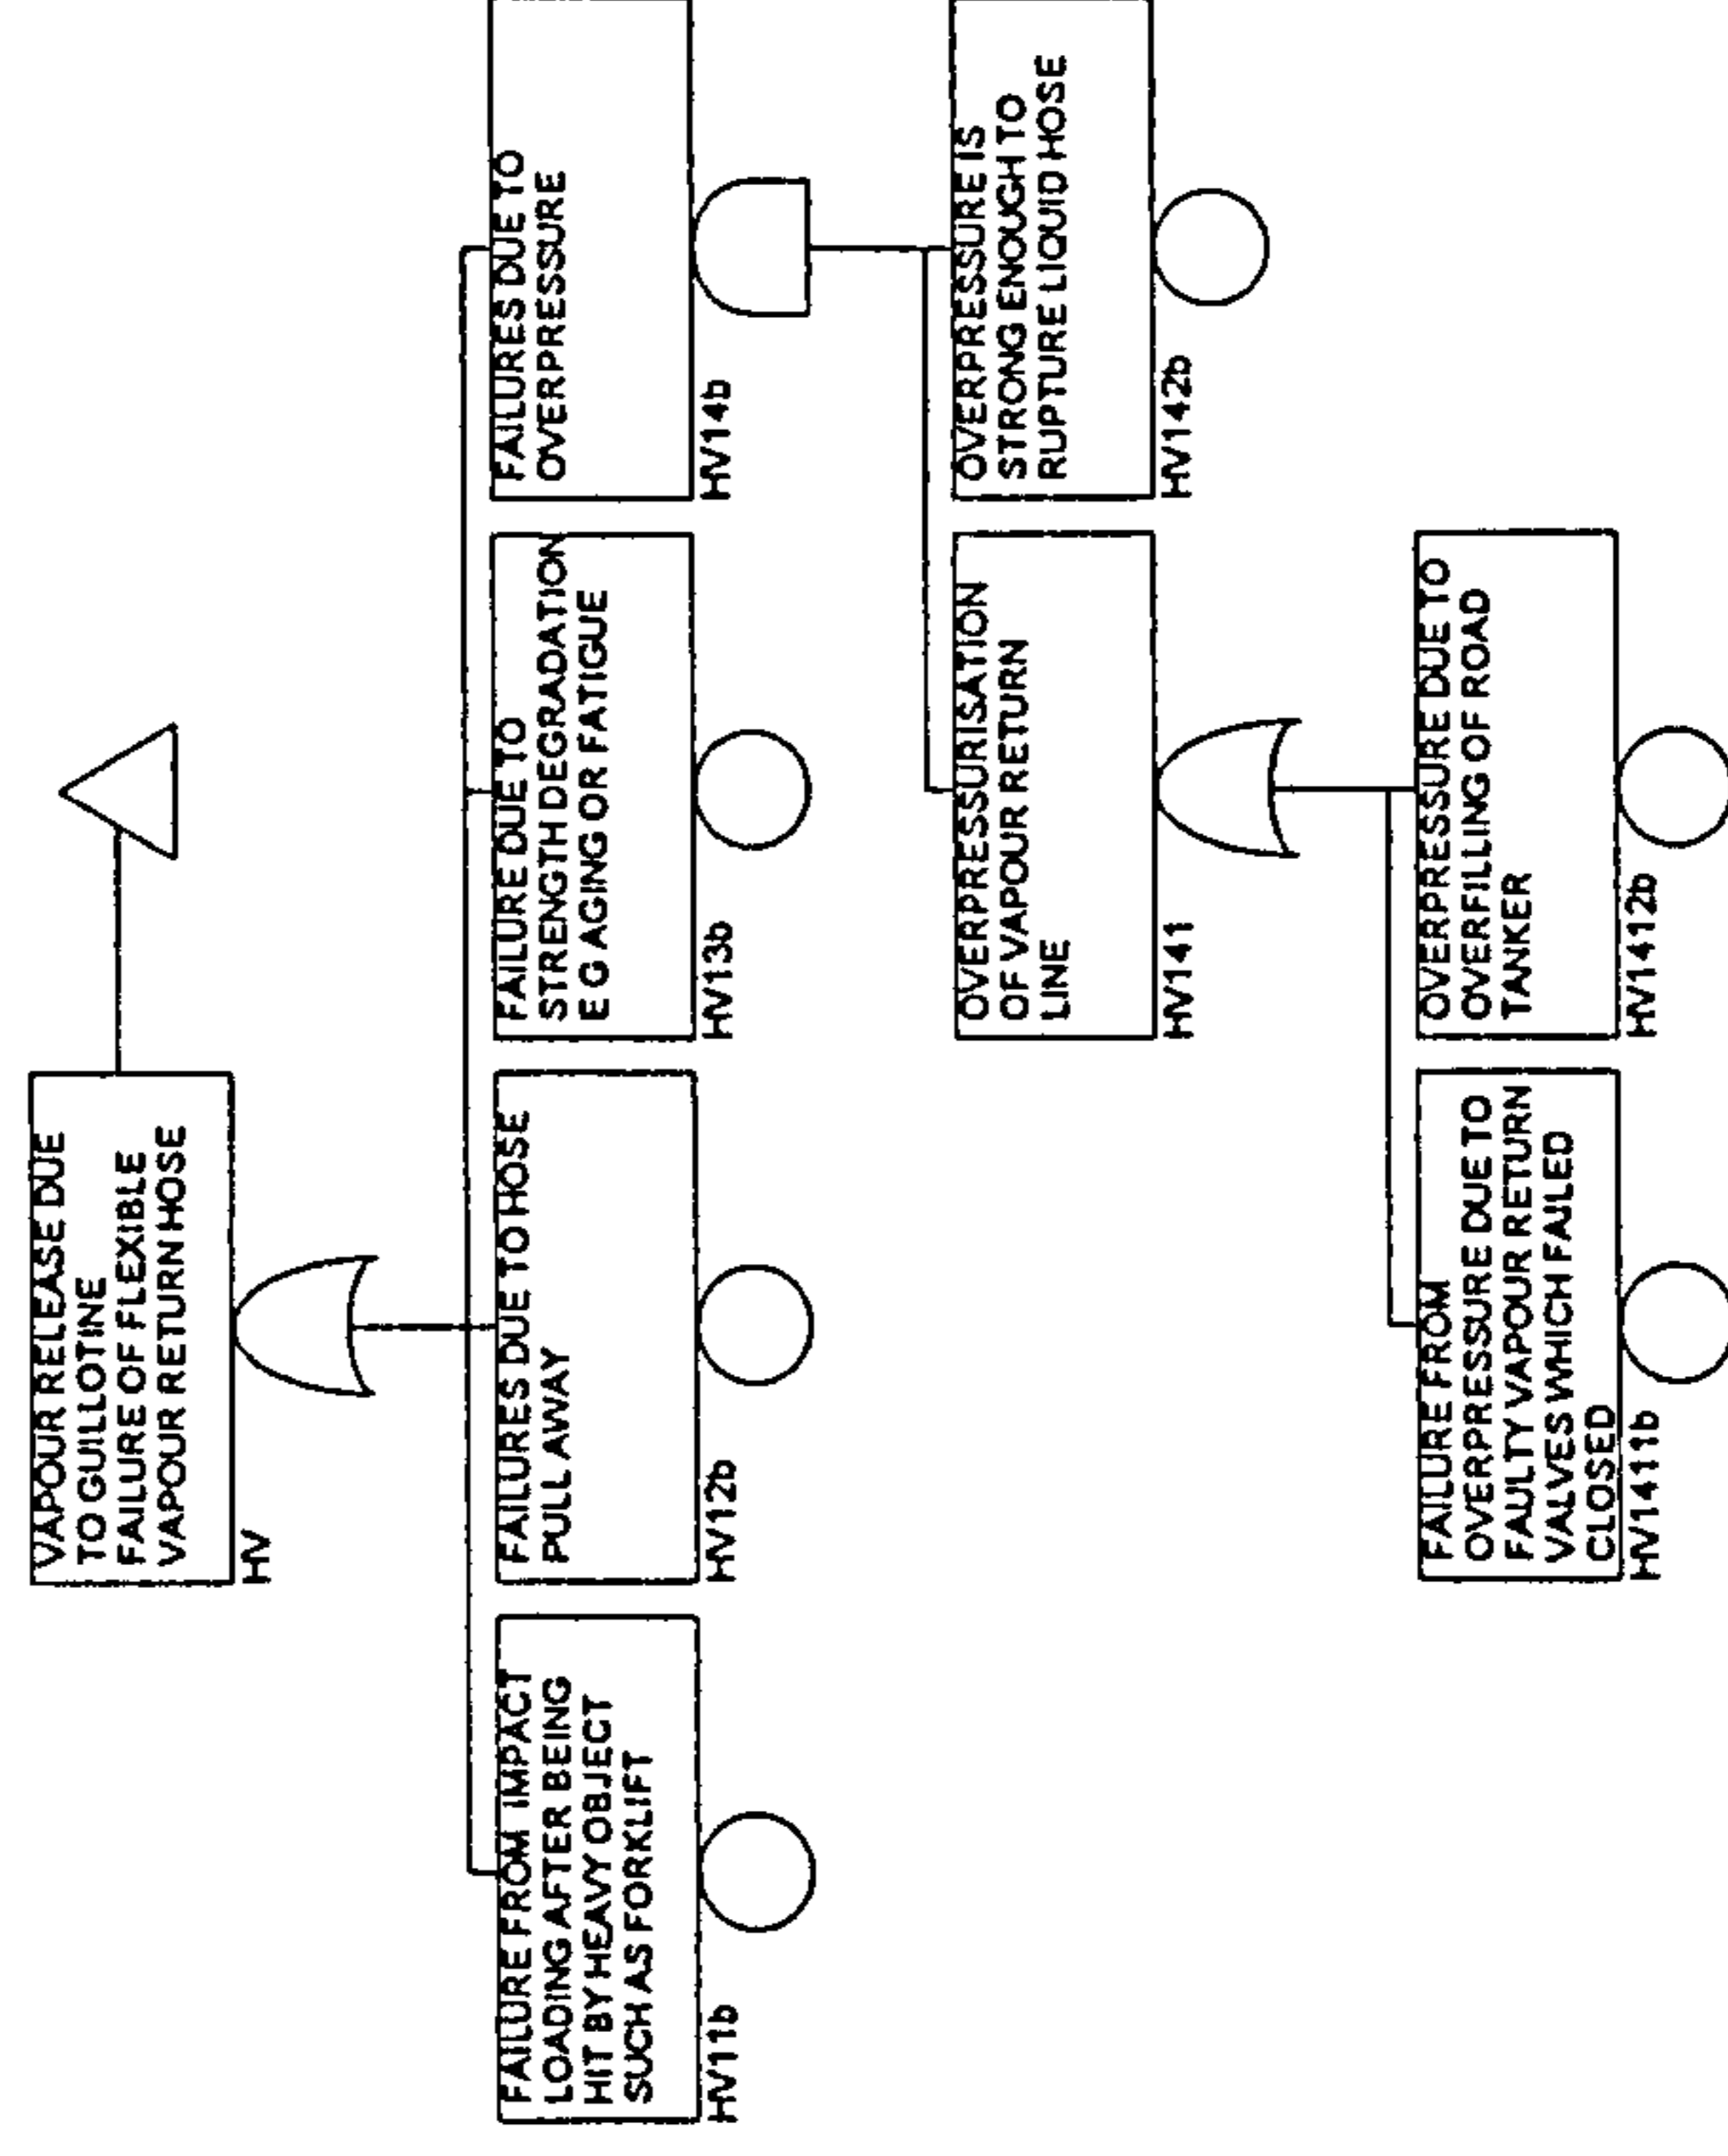 VAPOUR RELEASE DUE
TO GUILLOTINE
FAILURE OF FLEXIBLE
VAPOUR RETURN HOSE
HV
FAILURE FROM IMPACT
LOADING AFTER BEING
HIT BY HEAVY OBJECT
SUCH AS FORKLIFT
HV11b
FAILURES DUE TO HOSE
PULL AWAY
HV12b
FAILURE DUE TO
STRENGTH DEGRADATION
E G AGING OR FATIGUE
HV13b
FAILURES DUE TO
OVERPRESSURE
HV14b
OVERPRESSURISATION
OF VAPOUR RETURN
LINE
HV141
OVERPRESSURE IS
STRONG ENOUGH TO
RUPTURE LIQUID HOSE
HV142b
FAILURE FROM
OVERPRESSURE DUE TO
FAULTY VAPOUR RETURN
VALVES WHICH FAILED
CLOSED
HV1411b
OVERPRESSURE DUE TO
OVERFILLING OF ROAD
TANKER
HV1412b